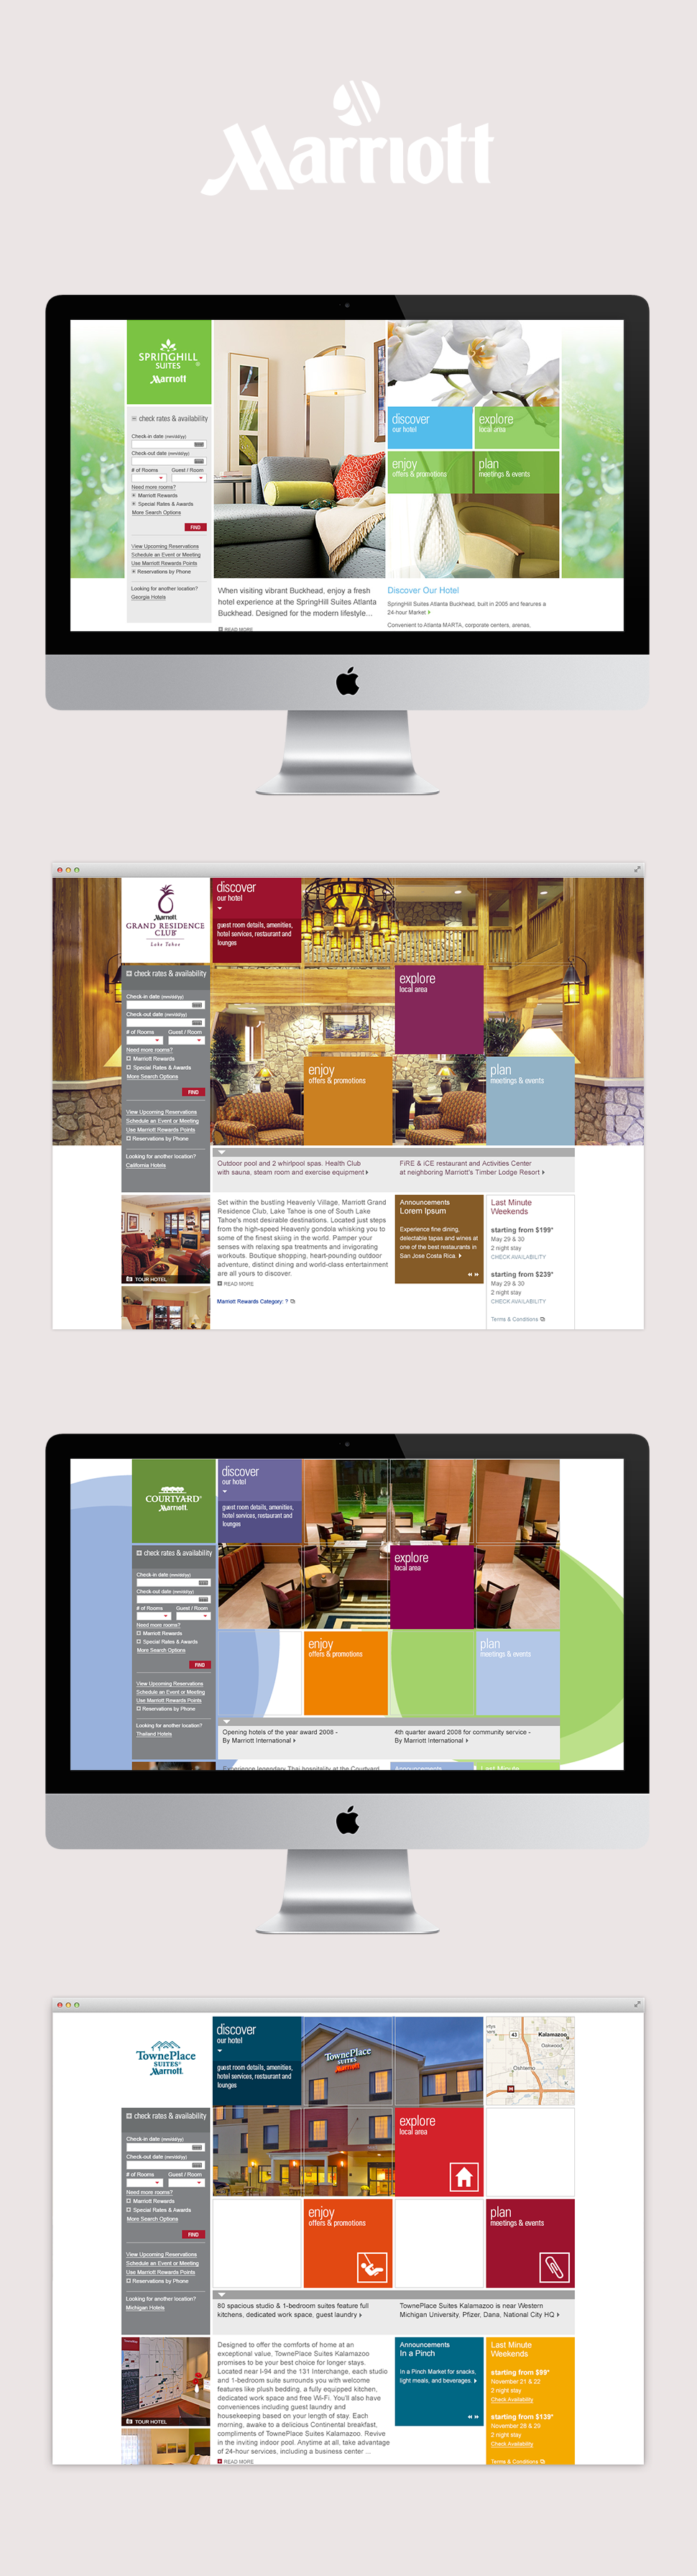 Marriott
SPRINGHILL
SUITES
Marriott
check rates & availability
Check-in date (mm/dd/yy)
Check-out date (mm/dd/yy)
# of Rooms Guest / Room
Need more rooms?
Marriott Rewards
Special Rates & Awards
More Search Options
FIND
View Upcoming Reservations
Schedule an Event or Meeting
Use Marriott Rewards Points
Reservations by Phone
Looking for another location?
Georgia Hotels
discover
our hotel
explore
local area
enjoy
offers & promotions
plan
meetings & events
When visiting vibrant Buckhead, enjoy a fresh
hotel experience at the SpringHill Suites Atlanta
Buckhead. Designed for the modern lifestyle...
READ MORE
Discover Our Hotel
SpringHill Suites Atlanta Buckhead, built in 2005 and fearures a
24-hour Market
Convenient to Atlanta MARTA, corporate centers, arenas,
Marriott
GRAND RESIDENCE
CLUB
Lake Tahoe
check rates & availability
Check-in date (mm/dd/yy)
Check-out date (mm/dd/yy)
# of Rooms Guest / Room
Need more rooms?
Marriott Rewards
Special Rates & Awards
More Search Options
FIND
View Upcoming Reservations
Schedule an Event or Meeting
Use Marriott Rewards Points
Reservations by Phone
Looking for another location?
California Hotels
TOUR HOTEL
discover
our hotel
guest room details, amenities,
hotel services, restaurant and
lounges
explore
local area
enjoy
offers & promotions
plan
meetings & events
Outdoor pool and 2 whirlpool spas. Health Club
with sauna, steam room and exercise equipment
FiRE & iCE restaurant and Activities Center
at neighboring Marriott's Timber Lodge Resort
Set within the bustling Heavenly Village, Marriott Grand
Residence Club, Lake Tahoe is one of South Lake
Tahoe's most desirable destinations. Located just steps
from the high-speed Heavenly gondola whisking you to
some of the finest skiing in the world. Pamper your
senses with relaxing spa treatments and invigorating
workouts. Boutique shopping, heart-pounding outdoor
adventure, distinct dining and world-class entertainment
are all yours to discover.
READ MORE
Marriott Rewards Category: ?
Announcements
Lorem Ipsum
Experience fine dining,
delectable tapas and wines at
one of the best restaurants in
San Jose Costa Rica.
Last Minute
Weekends
starting from $199*
May 29 & 30
2 night stay
CHECK AVAILABILITY
starting from $239*
May 29 & 30
2 night stay
CHECK AVAILABILITY
Terms & Conditions
COURTYARD®
Marriott
check rates & availability
Check-in date (mm/dd/yy)
Check-out date (mm/dd/yy)
# of Rooms Guest / Room
Need more rooms?
Marriott Rewards
Special Rates & Awards
More Search Options
FIND
View Upcoming Reservations
Schedule an Event or Meeting
Use Marriott Rewards Points
Reservations by Phone
Looking for another location?
Thailand Hotels
discover
our hotel
guest room details, amenities,
hotel services, restaurant and
lounges
explore
local area
enjoy
offers & promotions
plan
meetings & events
Opening hotels of the year award 2008 -
By Marriott International
4th quarter award 2008 for community service -
By Marriott International
Experience legendary Thai hospitality at the Courtyard
Announcements
Last Minute
TownePlace
SUITES®
Marriott
check rates & availability
Check-in date (mm/dd/yy)
Check-out date (mm/dd/yy)
# of Rooms Guest / Room
Need more rooms?
Marriott Rewards
Special Rates & Awards
More Search Options
FIND
View Upcoming Reservations
Schedule an Event or Meeting
Use Marriott Rewards Points
Reservations by Phone
Looking for another location?
Michigan Hotels
TOUR HOTEL
discover
our hotel
guest room details, amenities,
hotel services, restaurant and
lounges
TownePlace
SUITES
Marriott
43
Kalamazoo
Oakwood
Oshtemo
M
explore
local area
enjoy
offers & promotions
plan
meetings & events
80 spacious studio & 1-bedroom suites feature full
kitchens, dedicated work space, guest laundry
TownePlace Suites Kalamazoo is near Western
Michigan University, Pfizer, Dana, National City HQ
Designed to offer the comforts of home at an
exceptional value, TownePlace Suites Kalamazoo
promises to be your best choice for longer stays.
Located near I-94 and the 131 Interchange, each studio
and 1-bedroom suite surrounds you with welcome
features like plush bedding, a fully equipped kitchen,
dedicated work space and free Wi-Fi. You'll also have
conveniences including guest laundry and
housekeeping based on your length of stay. Each
morning, awake to a delicious Continental breakfast,
compliments of TownePlace Suites Kalamazoo. Revive
in the inviting indoor pool. Anytime at all, take advantage
of 24-hour services, including a business center ...
READ MORE
Announcements
In a Pinch
In a Pinch Market for snacks,
light meals, and beverages.
Last Minute
Weekends
starting from $99*
November 21 & 22
2 night stay
Check Availability
starting from $139*
November 28 & 29
2 night stay
Check Availability
Terms & Conditions